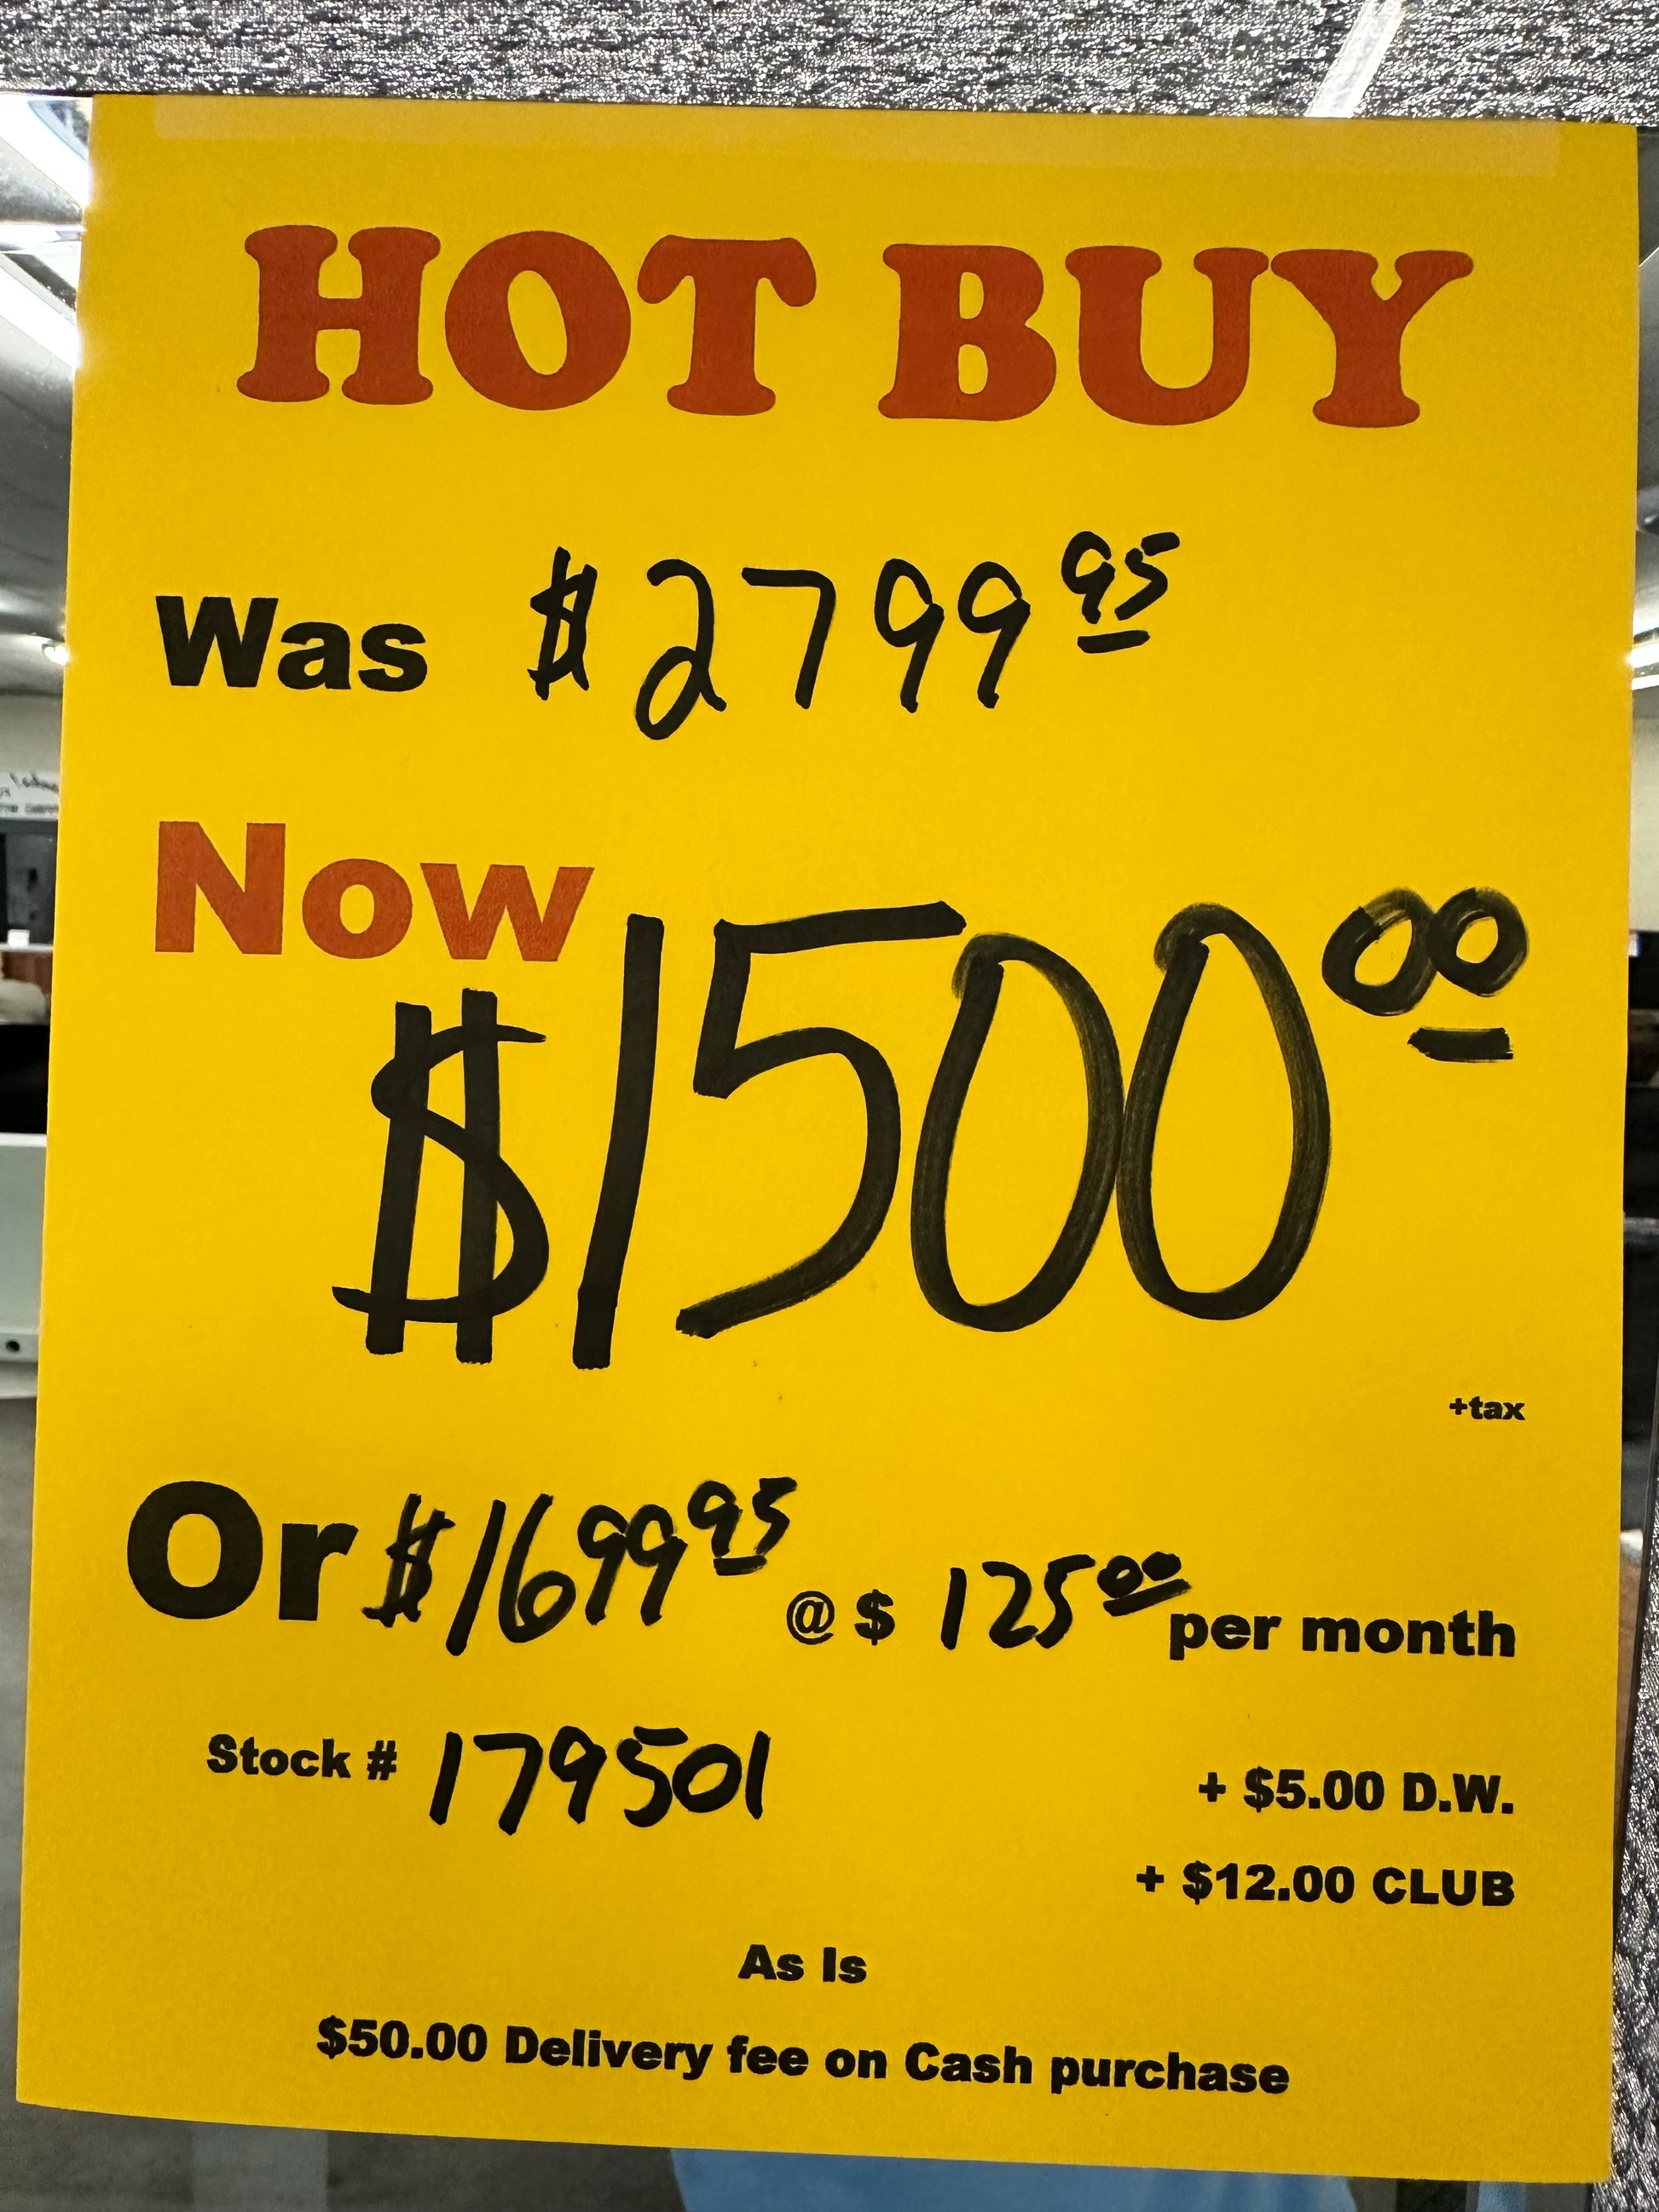 HOT BUY
Was $2799 95
Now
$1500 00
+tax
Or $1699 95 @ $ 125 00 per month
Stock # 179501
+ $5.00 D.W.
+ $12.00 CLUB
As Is
$50.00 Delivery fee on Cash purchase